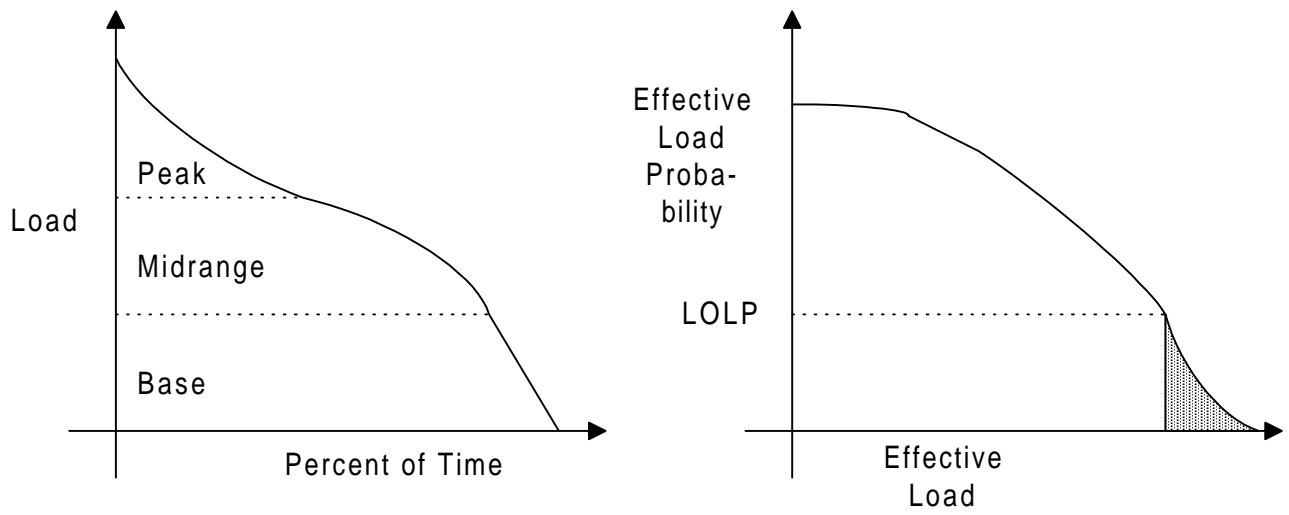 Peak
Load
Midrange
Base
Percent of Time
Effective
Load
Proba-
bility
LOLP
Effective
Load